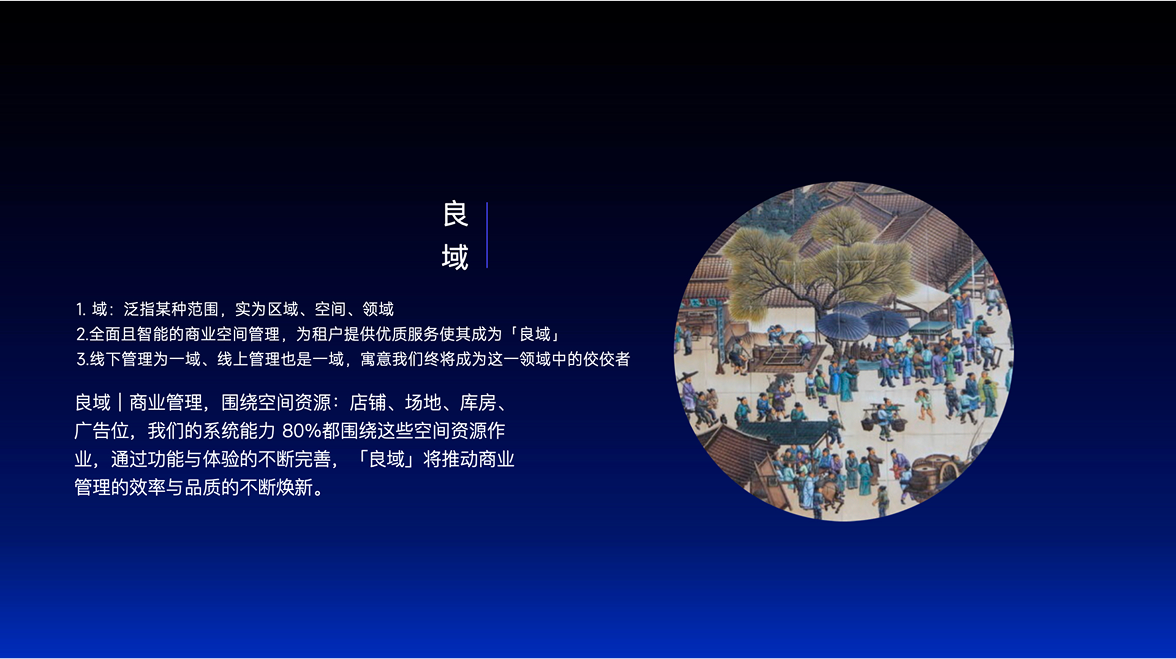 良
域
1. 域：泛指某种范围，实为区域、空间、领域
2.全面且智能的商业空间管理，为租户提供优质服务使其成为「良域」
3.线下管理为一域、线上管理也是一域，寓意我们终将成为这一领域中的佼佼者
良域｜商业管理，围绕空间资源：店铺、场地、库房、
广告位，我们的系统能力 80%都围绕这些空间资源作
业，通过功能与体验的不断完善，「良域」将推动商业
管理的效率与品质的不断焕新。